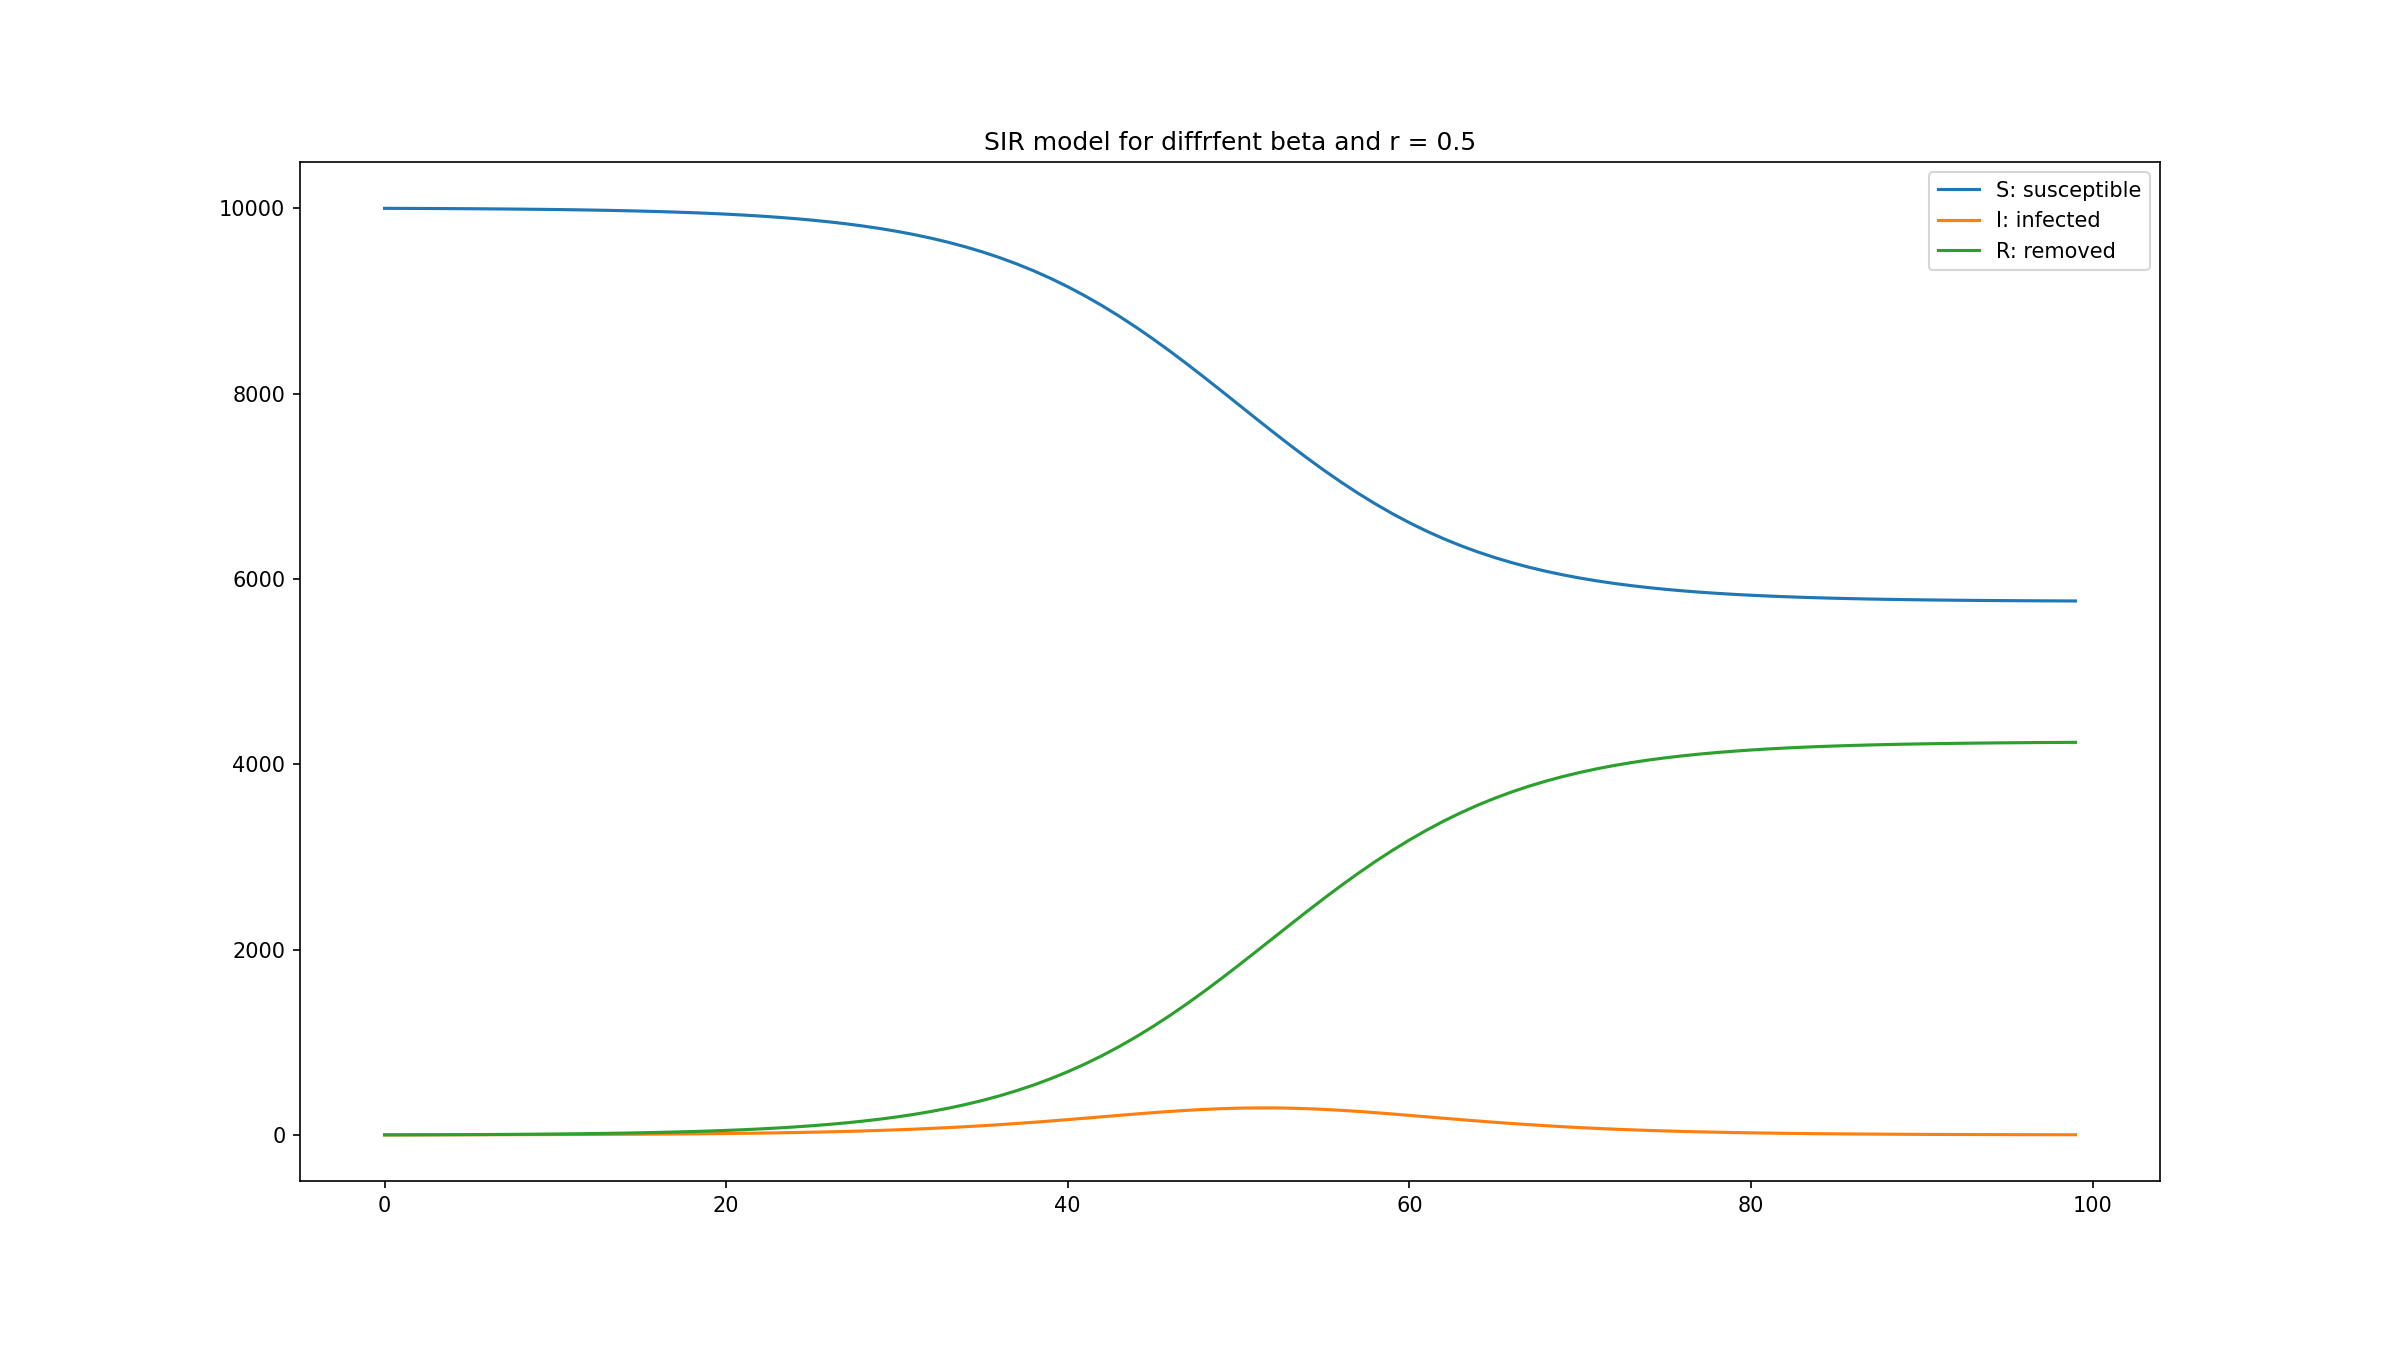 SIR model for diffrfent beta and r = 0.5
S: susceptible
I: infected
R: removed
10000
8000
6000
4000
2000
0
0 20 40 60 80 100